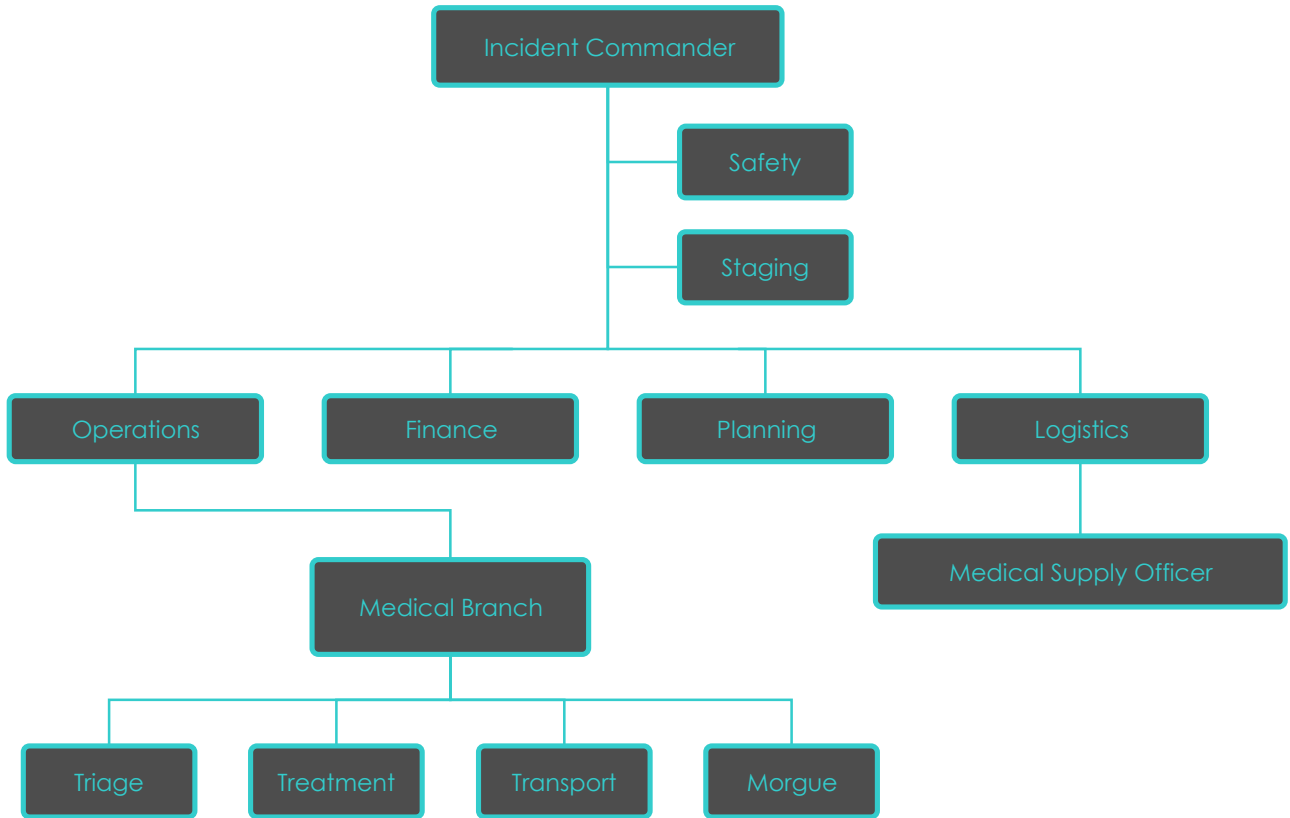 Incident Commander
Safety
Staging
Operations
Finance
Planning
Logistics
Medical Supply Officer
Medical Branch
Triage
Treatment
Transport
Morgue